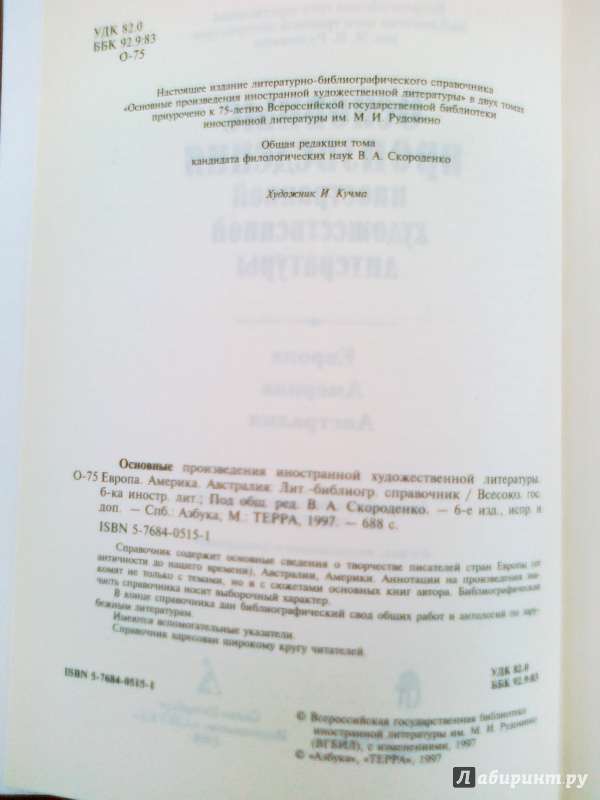 УДК 82.0
ББК 92.9·83
О-75
Настоящее издание литературно-библиографического справочника
«Основные произведения иностранной художественной литературы» в двух томах
приурочено к 75-летию Всероссийской государственной библиотеки
иностранной литературы им. М. И. Рудомино
Общая редакция тома
кандидата филологических наук В. А. Скороденко
Художник И. Кучма
произведения
иностранной
художественной
литературы
Европа
Америка
Австралия
Основные произведения иностранной художественной литературы.
О-75 Европа. Америка. Австралия: Лит.-библиогр. справочник / Всесоюз. гос.
б-ка иностр. лит.; Под общ. ред. В. А. Скороденко. — 6-е изд., испр. и
доп. — Спб.: Азбука; М.: ТЕРРА, 1997. — 688 с.
ISBN 5-7684-0515-1
Справочник содержит основные сведения о творчестве писателей стран Европы (от
античности до нашего времени), Австралии, Америки. Аннотации на произведения зна-
комят не только с темами, но и с сюжетами основных книг автора. Библиографическая
часть справочника носит выборочный характер.
В конце справочника дан библиографический свод общих работ и антологий по зару-
бежным литературам.
Имеются вспомогательные указатели.
Справочник адресован широкому кругу читателей.
ISBN 5-7684-0515-1
УДК 82.0
ББК 92.9·83
© Всероссийская государственная библиотека
иностранной литературы им. М. И. Рудомино
(ВГБИЛ), с изменениями, 1997
© «Азбука», «ТЕРРА», 1997
Лабиринт.ру